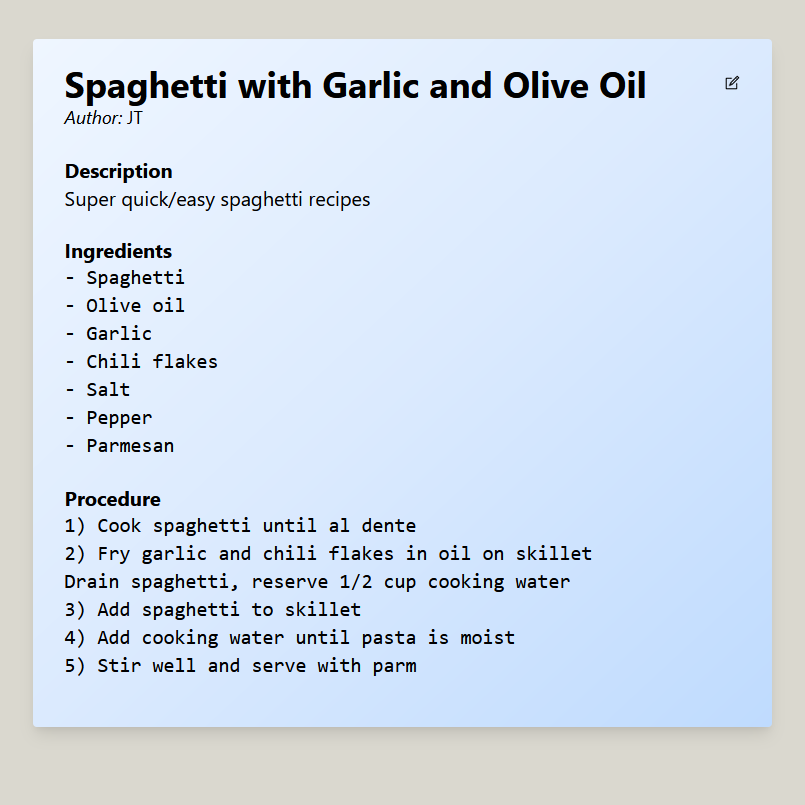 Spaghetti with Garlic and Olive Oil
Author: JT
Description
Super quick/easy spaghetti recipes
Ingredients
- Spaghetti
- Olive oil
- Garlic
- Chili flakes
- Salt
- Pepper
- Parmesan
Procedure
1) Cook spaghetti until al dente
2) Fry garlic and chili flakes in oil on skillet
Drain spaghetti, reserve 1/2 cup cooking water
3) Add spaghetti to skillet
4) Add cooking water until pasta is moist
5) Stir well and serve with parm